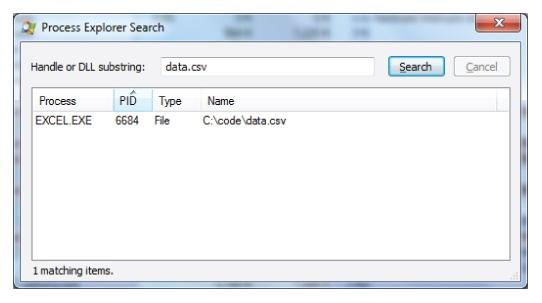 Process Explorer Search
Handle or DLL substring: data.csv Search Cancel
Process PID Type Name
EXCEL.EXE 6684 File C:\code\data.csv
1 matching items.